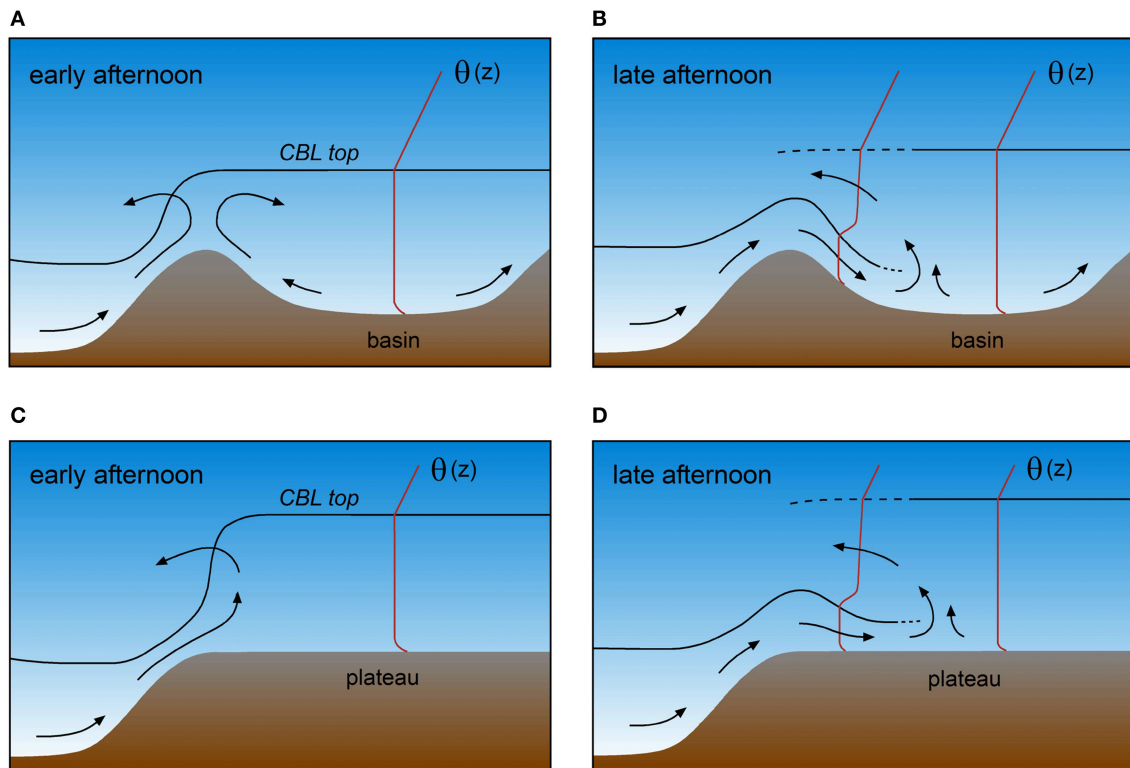 A
early afternoon
θ(z)
CBL top
basin
B
late afternoon
θ(z)
basin
C
early afternoon
θ(z)
CBL top
plateau
D
late afternoon
θ(z)
plateau